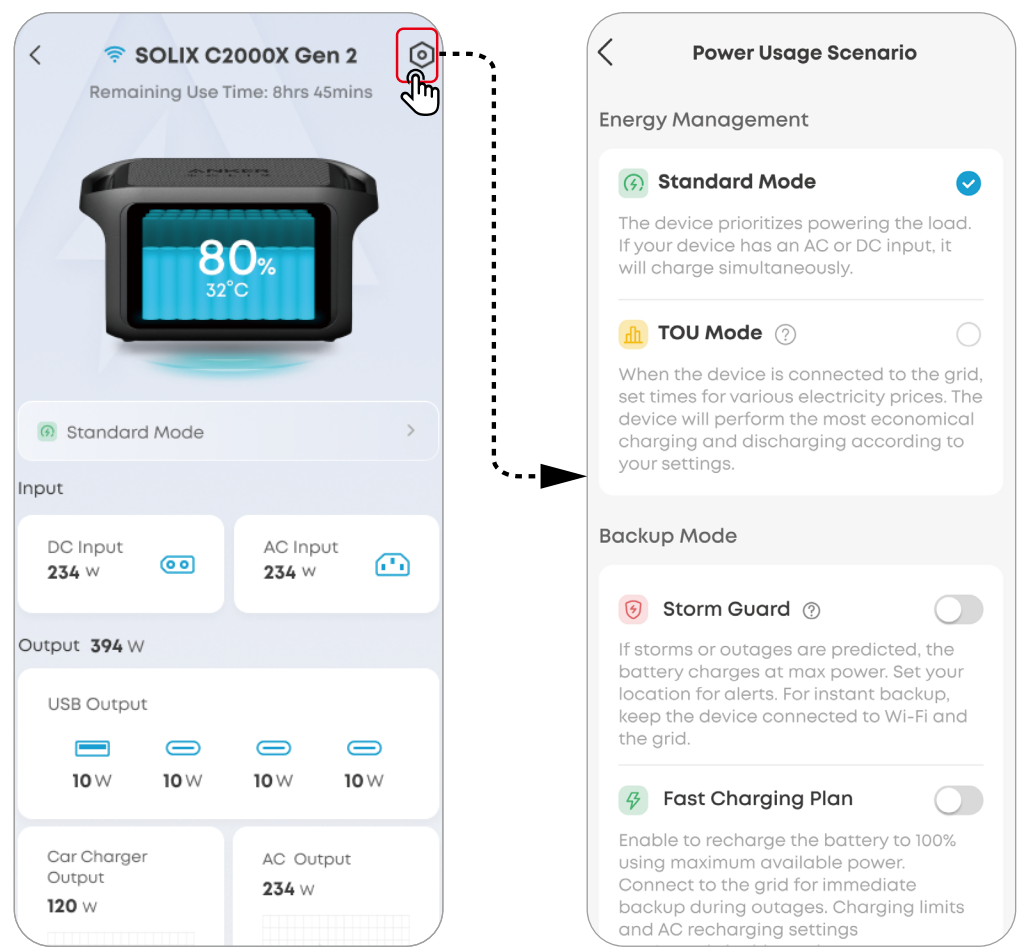 SOLIX C2000X Gen 2
Remaining Use Time: 8hrs 45mins
ANKER
SOLIX
80%
32°C
Standard Mode
Input
DC Input
234 W
AC Input
234 W
Output 394 W
USB Output
10 W
10 W
10 W
10 W
Car Charger
Output
120 W
AC Output
234 W
Power Usage Scenario
Energy Management
Standard Mode
The device prioritizes powering the load.
If your device has an AC or DC input, it
will charge simultaneously.
TOU Mode ?
When the device is connected to the grid,
set times for various electricity prices. The
device will perform the most economical
charging and discharging according to
your settings.
Backup Mode
Storm Guard ?
If storms or outages are predicted, the
battery charges at max power. Set your
location for alerts. For instant backup,
keep the device connected to Wi-Fi and
the grid.
Fast Charging Plan
Enable to recharge the battery to 100%
using maximum available power.
Connect to the grid for immediate
backup during outages. Charging limits
and AC recharging settings